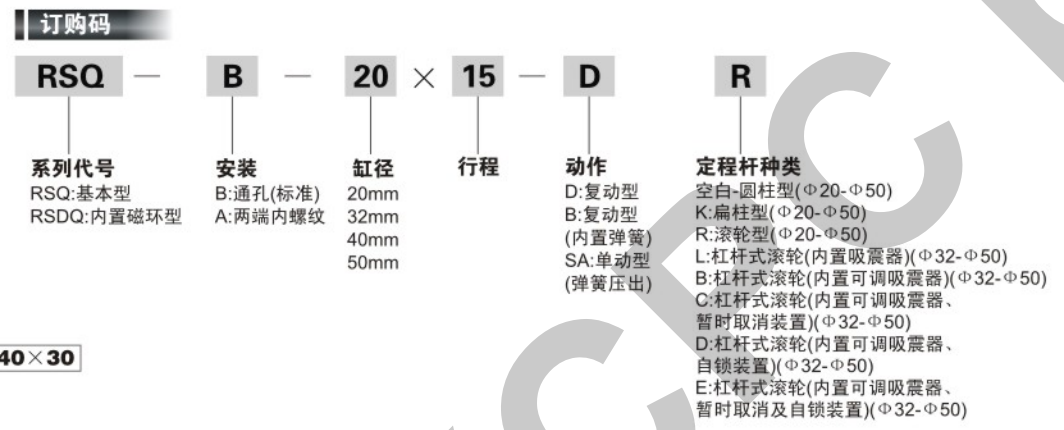 订购码
RSQ — B — 20 × 15 — D R
系列代号
RSQ:基本型
RSDQ:内置磁环型
安装
B:通孔(标准)
A:两端内螺纹
缸径
20mm
32mm
40mm
50mm
行程
动作
D:复动型
B:复动型
(内置弹簧)
SA:单动型
(弹簧压出)
定程杆种类
空白-圆柱型(Φ20-Φ50)
K:扁柱型(Φ20-Φ50)
R:滚轮型(Φ20-Φ50)
L:杠杆式滚轮(内置吸震器)(Φ32-Φ50)
B:杠杆式滚轮(内置可调吸震器)(Φ32-Φ50)
C:杠杆式滚轮(内置可调吸震器、
暂时取消装置)(Φ32-Φ50)
D:杠杆式滚轮(内置可调吸震器、
自锁装置)(Φ32-Φ50)
E:杠杆式滚轮(内置可调吸震器、
暂时取消及自锁装置)(Φ32-Φ50)
40×30